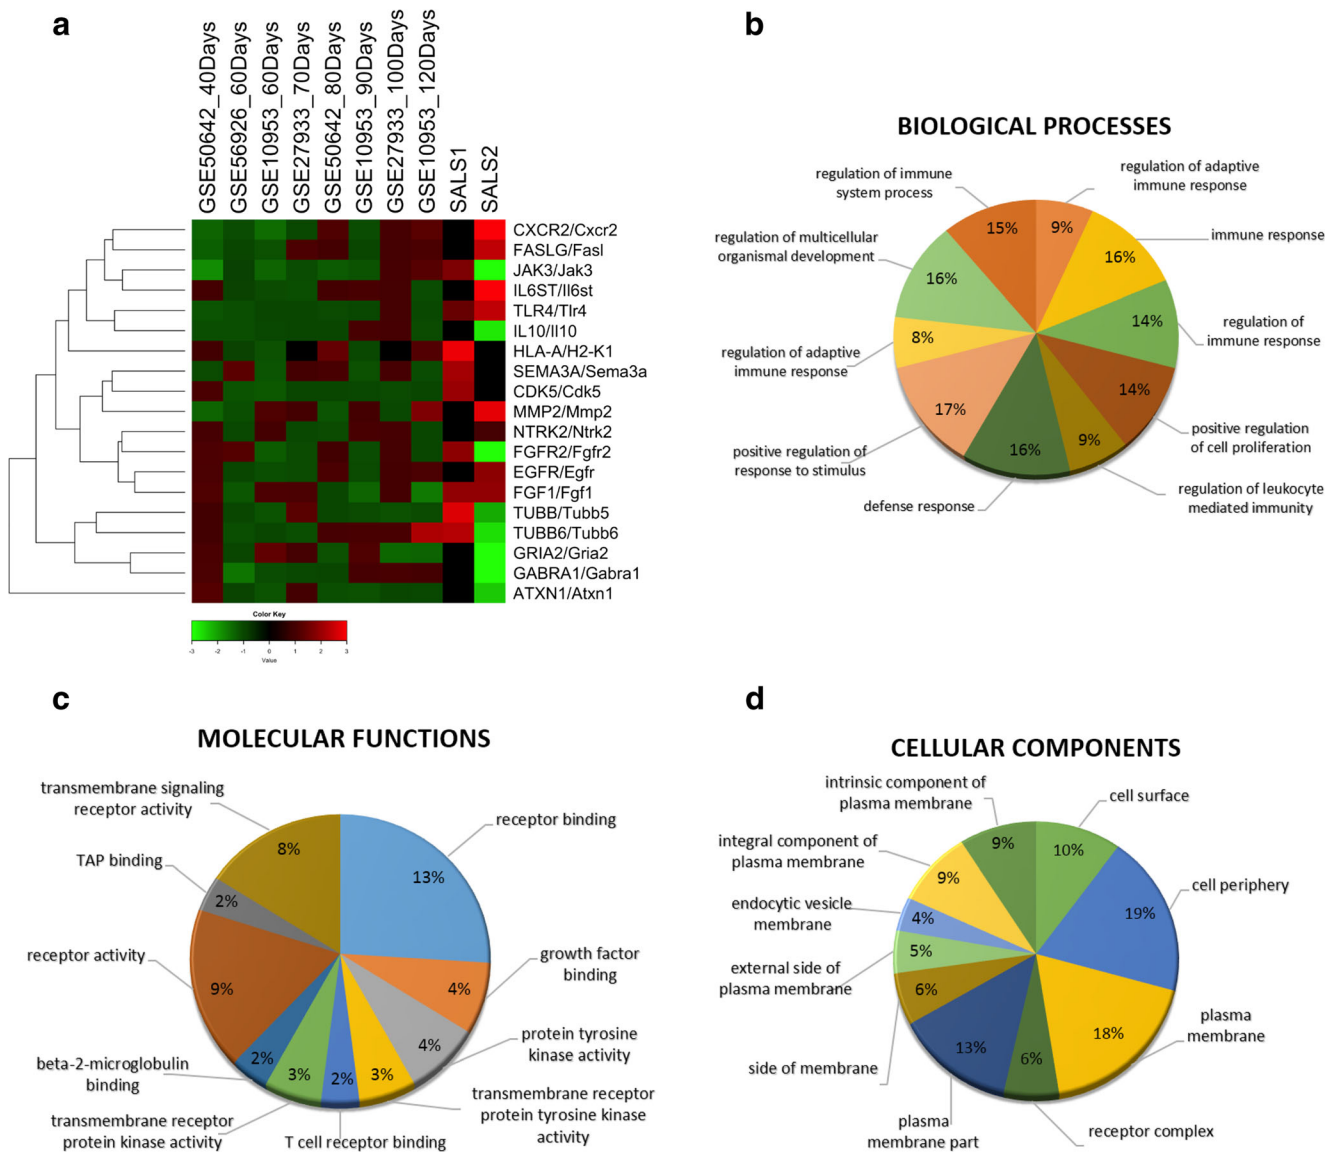 a
GSE50642_40Days
GSE56926_60Days
GSE10953_60Days
GSE27933_70Days
GSE50642_80Days
GSE10953_90Days
GSE27933_100Days
GSE10953_120Days
SALS1
SALS2
CXCR2/Cxcr2
FASLG/Fasl
JAK3/Jak3
IL6ST/Il6st
TLR4/Tlr4
IL10/Il10
HLA-A/H2-K1
SEMA3A/Sema3a
CDK5/Cdk5
MMP2/Mmp2
NTRK2/Ntrk2
FGFR2/Fgfr2
EGFR/Egfr
FGF1/Fgf1
TUBB/Tubb5
TUBB6/Tubb6
GRIA2/Gria2
GABRA1/Gabra1
ATXN1/Atxn1
Color Key
-3 -2 -1 0 1 2 3
Value
b
BIOLOGICAL PROCESSES
regulation of adaptive
immune response
9%
immune response
16%
regulation of
immune response
14%
positive regulation
of cell proliferation
14%
regulation of leukocyte
mediated immunity
9%
defense response
16%
positive regulation of
response to stimulus
17%
regulation of adaptive
immune response
8%
regulation of multicellular
organismal development
16%
regulation of immune
system process
15%
c
MOLECULAR FUNCTIONS
receptor binding
13%
growth factor
binding
4%
protein tyrosine
kinase activity
4%
transmembrane receptor
protein tyrosine kinase
activity
3%
T cell receptor binding
2%
transmembrane receptor
protein kinase activity
3%
beta-2-microglobulin
binding
2%
receptor activity
9%
TAP binding
2%
transmembrane signaling
receptor activity
8%
d
CELLULAR COMPONENTS
cell surface
10%
cell periphery
19%
plasma
membrane
18%
receptor complex
6%
plasma
membrane part
13%
side of membrane
6%
external side of
plasma membrane
5%
endocytic vesicle
membrane
4%
integral component of
plasma membrane
9%
intrinsic component of
plasma membrane
9%